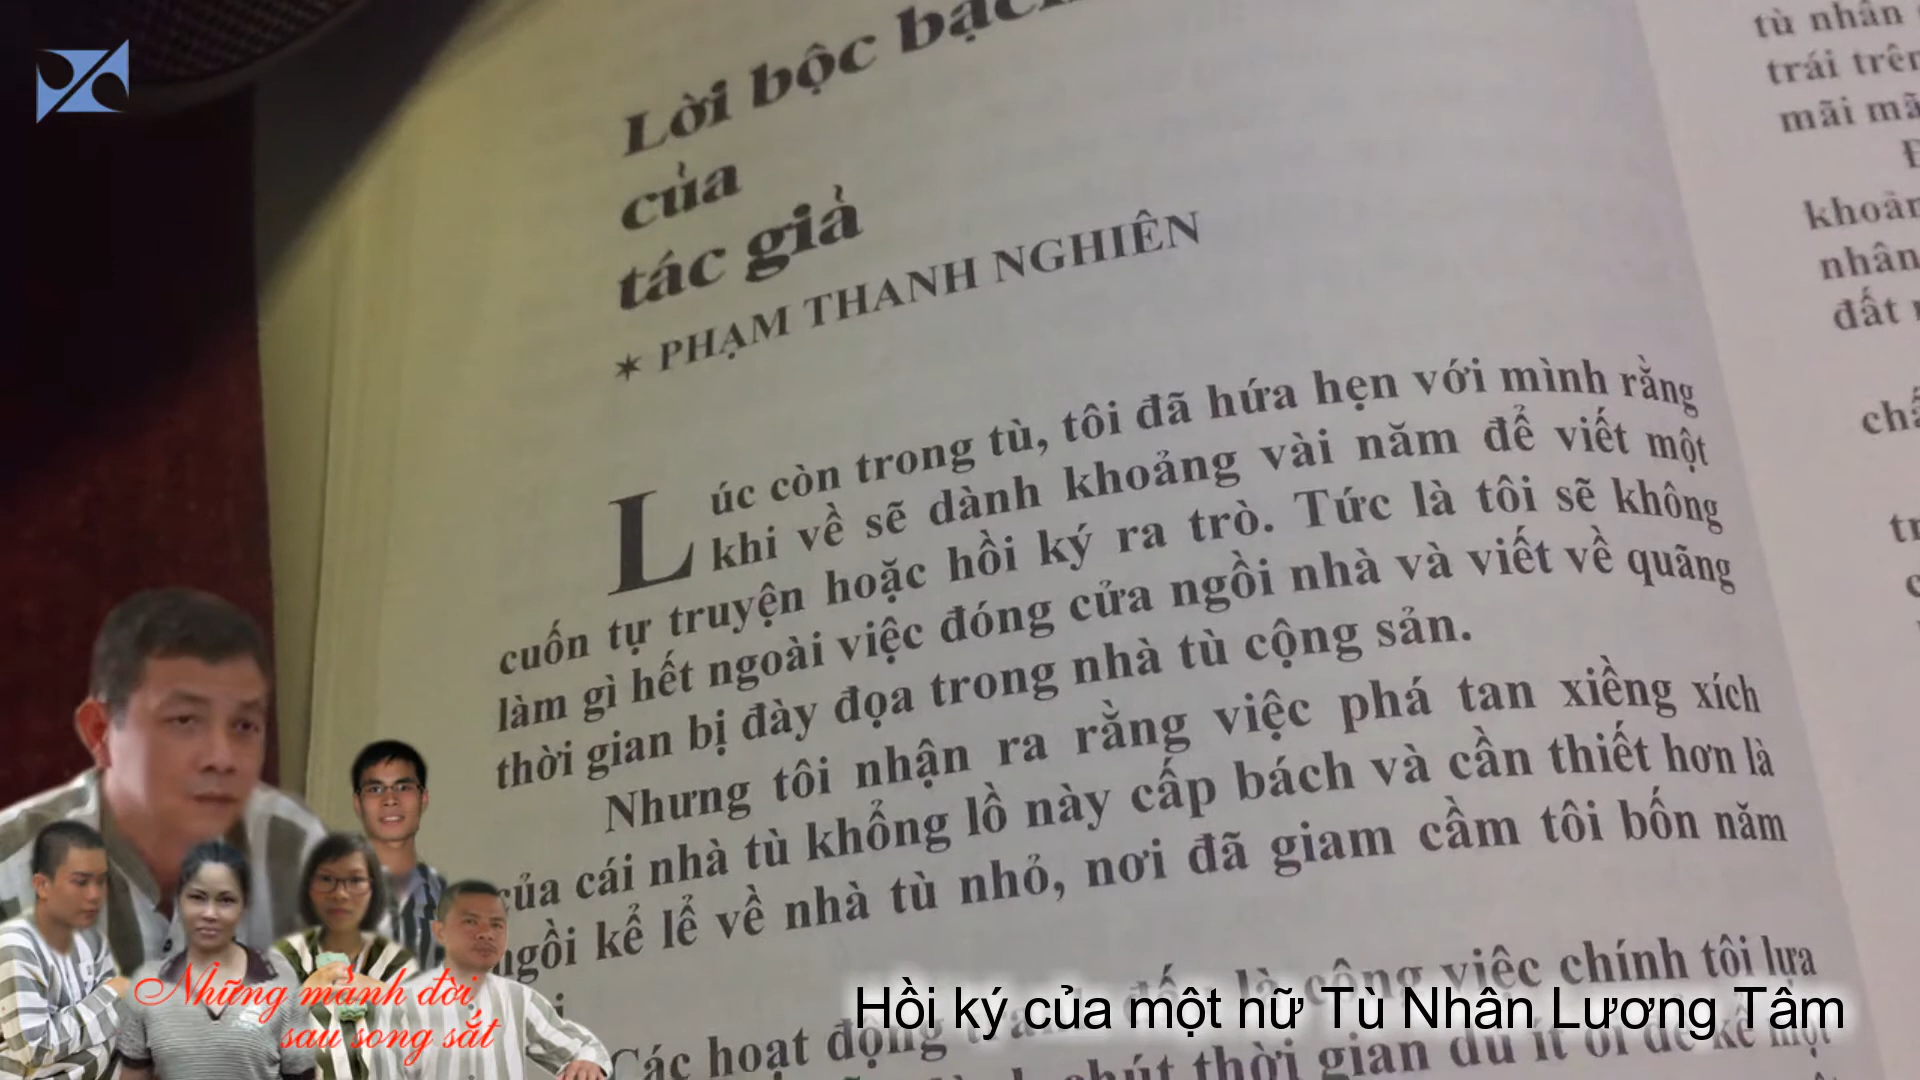 Lời bộc bạch
của
tác giả
* PHẠM THANH NGHIÊN
Lúc còn trong tù, tôi đã hứa hẹn với mình rằng
khi về sẽ dành khoảng vài năm để viết một
cuốn tự truyện hoặc hồi ký ra trò. Tức là tôi sẽ không
làm gì hết ngoài việc đóng cửa ngồi nhà và viết về quãng
thời gian bị đày đọa trong nhà tù cộng sản.
Nhưng tôi nhận ra rằng việc phá tan xiềng xích
của cái nhà tù khổng lồ này cấp bách và cần thiết hơn là
ngồi kể lể về nhà tù nhỏ, nơi đã giam cầm tôi bốn năm
là công việc chính tôi lựa
Các hoạt động
chút thời gian
tù nhân
trái trên
mãi mã
khoản
nhân
đất
Những mảnh đời
sau song sắt
Hồi ký của một nữ Tù Nhân Lương Tâm